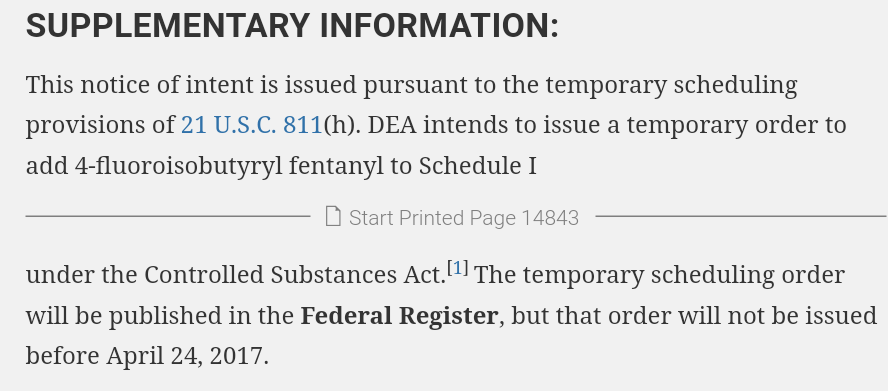 SUPPLEMENTARY INFORMATION:
This notice of intent is issued pursuant to the temporary scheduling
provisions of 21 U.S.C. 811(h). DEA intends to issue a temporary order to
add 4-fluoroisobutyryl fentanyl to Schedule I
Start Printed Page 14843
under the Controlled Substances Act.[1] The temporary scheduling order
will be published in the Federal Register, but that order will not be issued
before April 24, 2017.